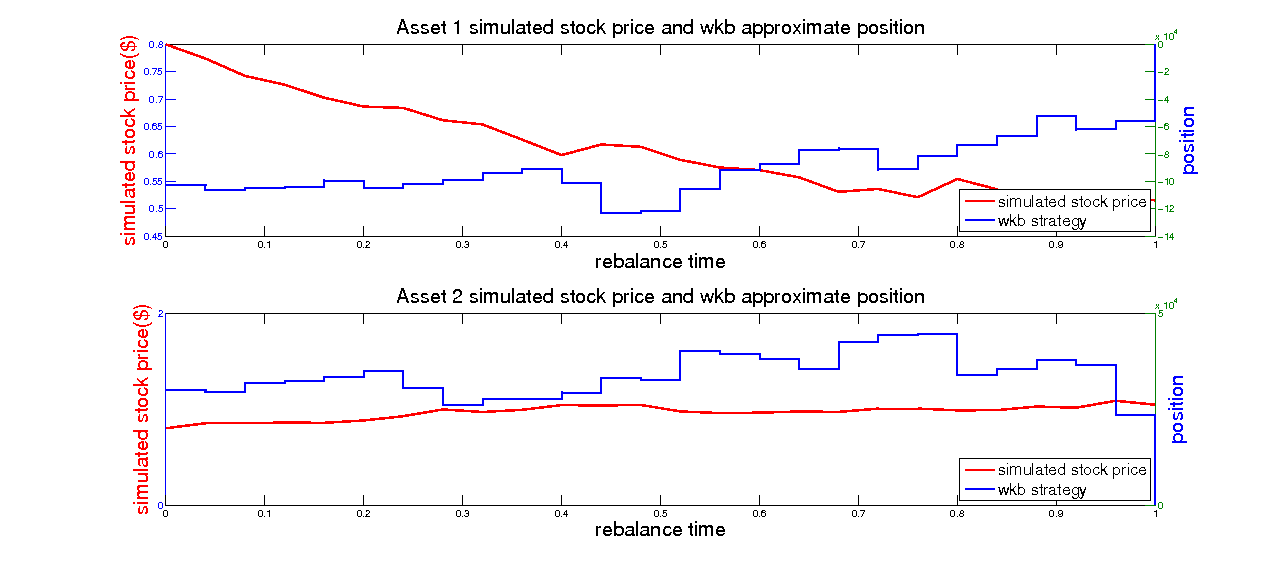 Asset 1 simulated stock price and wkb approximate position
x 10^4
simulated stock price($)
0.8
0.75
0.7
0.65
0.6
0.55
0.5
0.45
0
-2
-4
-6
-8
-10
-12
-14
position
simulated stock price
wkb strategy
0 0.1 0.2 0.3 0.4 0.5 0.6 0.7 0.8 0.9 1
rebalance time
Asset 2 simulated stock price and wkb approximate position
x 10^4
simulated stock price($)
2
0
5
0
position
simulated stock price
wkb strategy
0 0.1 0.2 0.3 0.4 0.5 0.6 0.7 0.8 0.9 1
rebalance time